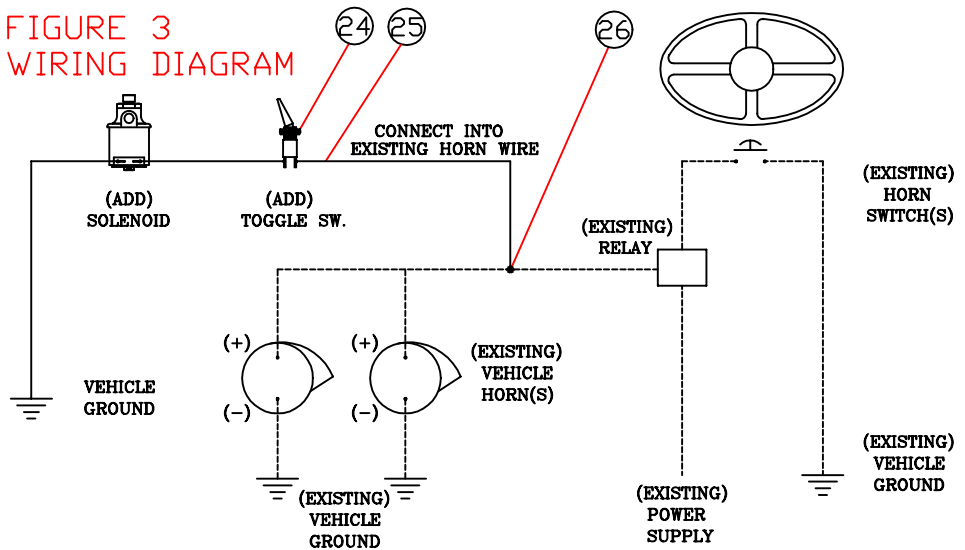 FIGURE 3
WIRING DIAGRAM
24
25
26
CONNECT INTO
EXISTING HORN WIRE
(ADD)
SOLENOID
(ADD)
TOGGLE SW.
(EXISTING)
HORN
SWITCH(S)
(EXISTING)
RELAY
(+)
(-)
(+)
(-)
(EXISTING)
VEHICLE
HORN(S)
VEHICLE
GROUND
(EXISTING)
VEHICLE
GROUND
(EXISTING)
POWER
SUPPLY
(EXISTING)
VEHICLE
GROUND